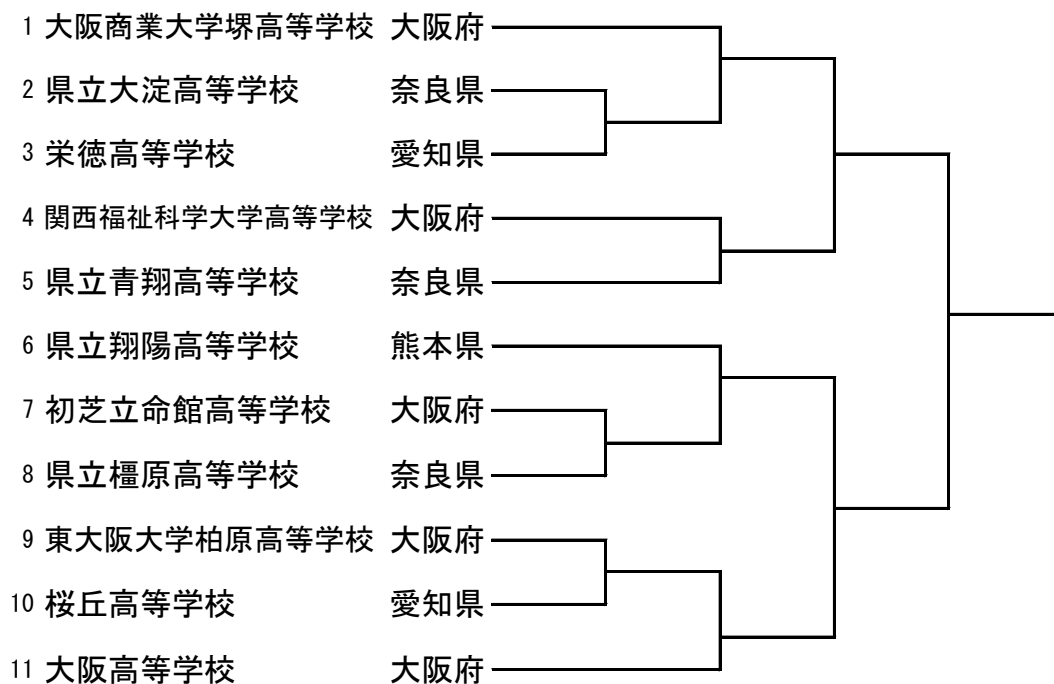 1 大阪商業大学堺高等学校 大阪府
2 県立大淀高等学校 奈良県
3 栄徳高等学校 愛知県
4 関西福祉科学大学高等学校 大阪府
5 県立青翔高等学校 奈良県
6 県立翔陽高等学校 熊本県
7 初芝立命館高等学校 大阪府
8 県立橿原高等学校 奈良県
9 東大阪大学柏原高等学校 大阪府
10 桜丘高等学校 愛知県
11 大阪高等学校 大阪府